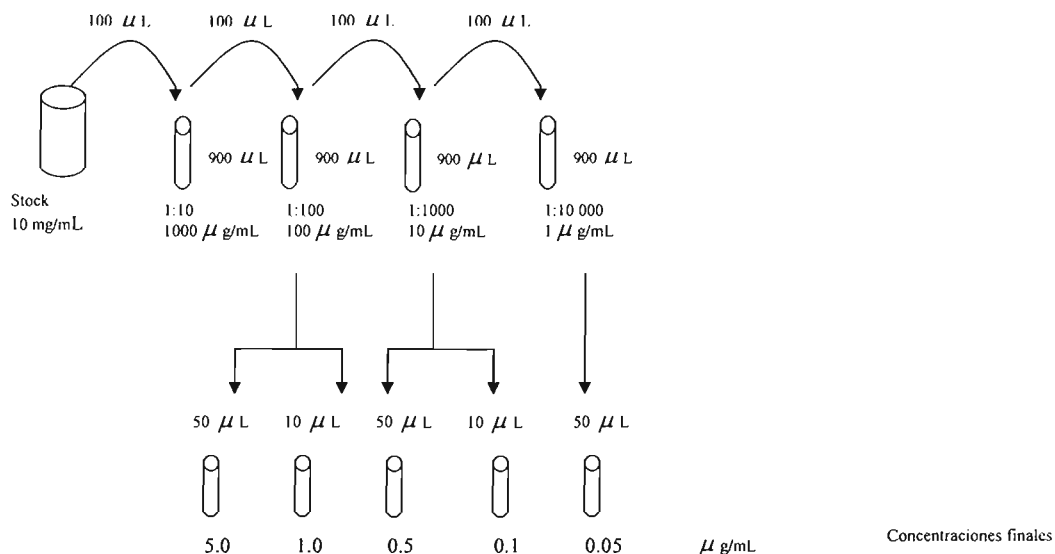 100 μL 100 μL 100 μL 100 μL
900 μL 900 μL 900 μL 900 μL
Stock
10 mg/mL
1:10 1:100 1:1000 1:10 000
1000 μg/mL 100 μg/mL 10 μg/mL 1 μg/mL
50 μL 10 μL 50 μL 10 μL 50 μL
5.0 1.0 0.5 0.1 0.05 μg/mL Concentraciones finales